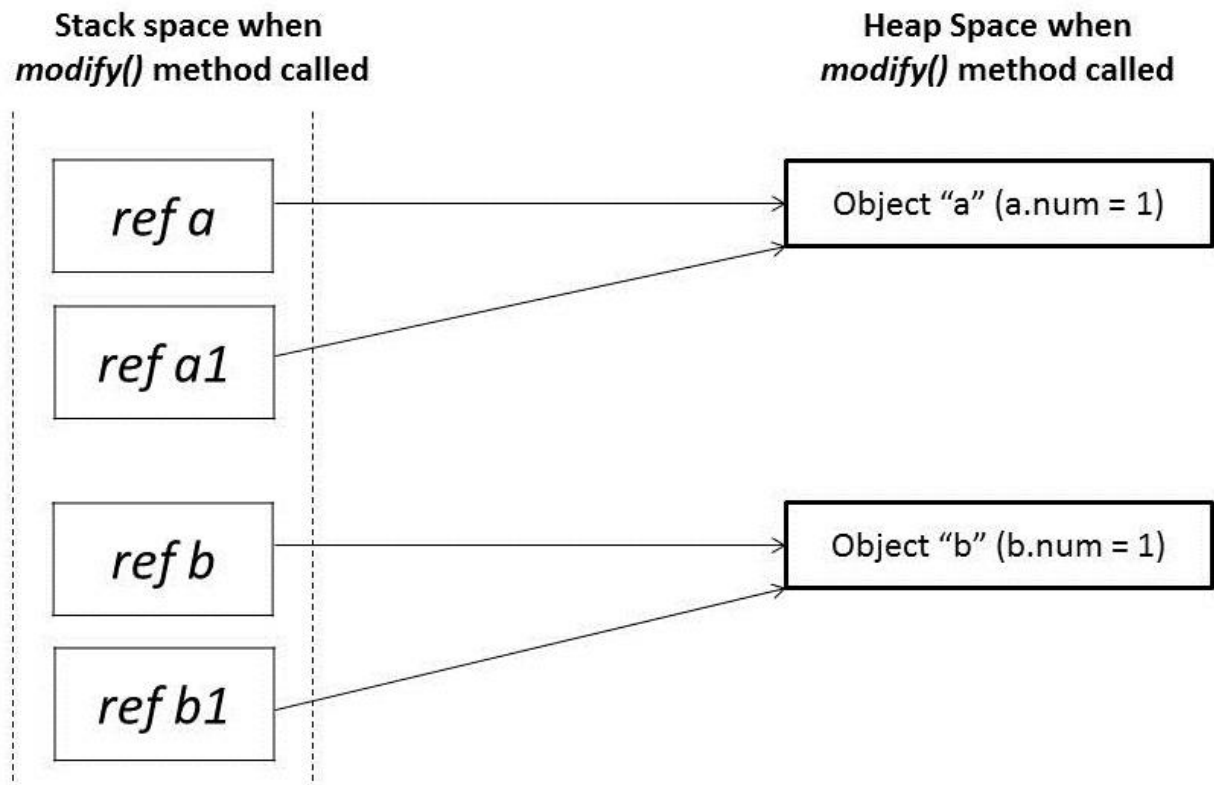 Stack space when
modify() method called
Heap Space when
modify() method called
ref a
Object “a” (a.num = 1)
ref a1
ref b
Object “b” (b.num = 1)
ref b1